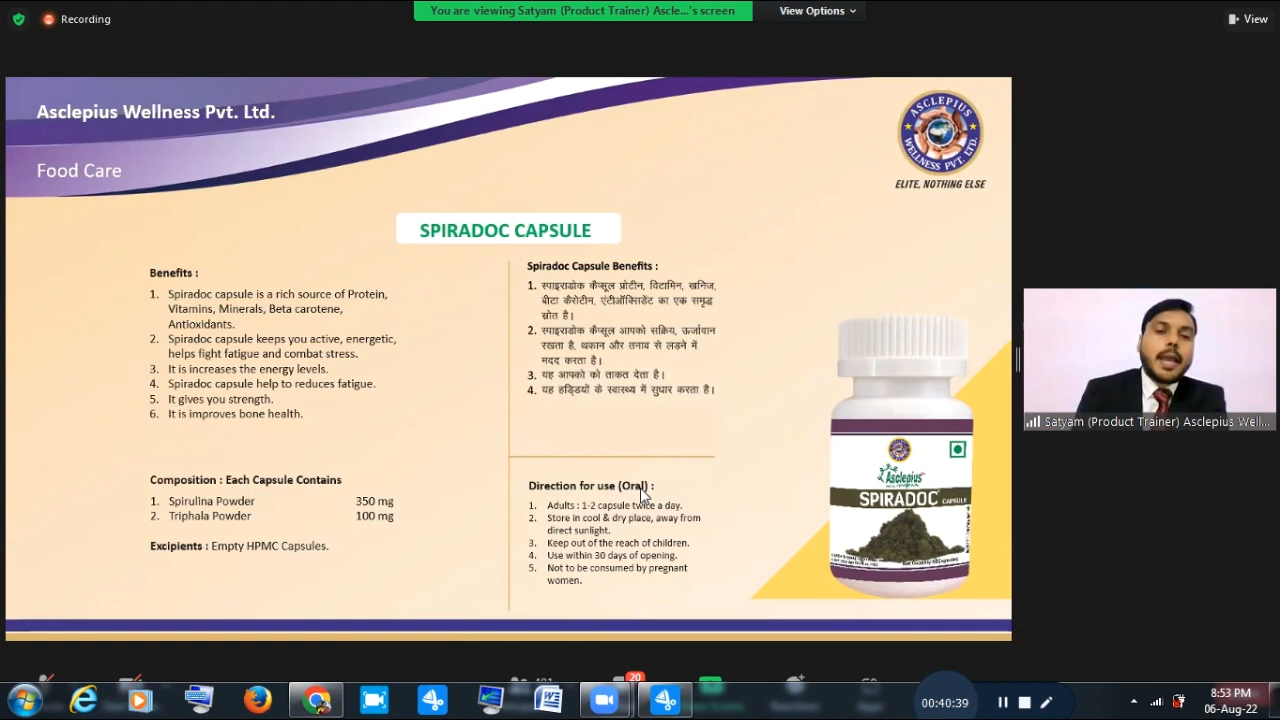 Recording
You are viewing Satyam (Product Trainer) Ascle...'s screen
View Options
View
Asclepius Wellness Pvt. Ltd.
Food Care
ASCLEPIUS
WELLNESS PVT. LTD.
ELITE, NOTHING ELSE
SPIRADOC CAPSULE
Benefits :
1. Spiradoc capsule is a rich source of Protein,
Vitamins, Minerals, Beta carotene,
Antioxidants.
2. Spiradoc capsule keeps you active, energetic,
helps fight fatigue and combat stress.
3. It is increases the energy levels.
4. Spiradoc capsule help to reduces fatigue.
5. It gives you strength.
6. It is improves bone health.
Composition : Each Capsule Contains
1. Spirulina Powder 350 mg
2. Triphala Powder 100 mg
Excipients : Empty HPMC Capsules.
Spiradoc Capsule Benefits :
1. स्पाइराडोक कैप्सूल प्रोटीन, विटामिन, खनिज,
बीटा कैरोटीन, एंटीऑक्सिडेंट का एक समृद्ध
स्रोत है।
2. स्पाइराडोक कैप्सूल आपको सक्रिय, ऊर्जावान
रखता है, थकान और तनाव से लडने में
मदद करता है।
3. यह आपको को ताकत देता है।
4. यह हड्डियों के स्वास्थ्य में सुधार करता है।
Direction for use (Oral) :
1. Adults : 1-2 capsule twice a day.
2. Store in cool & dry place, away from
direct sunlight.
3. Keep out of the reach of children.
4. Use within 30 days of opening.
5. Not to be consumed by pregnant
women.
Asclepius
SPIRADOC CAPSULE
Satyam (Product Trainer) Asclepius Well...
20
00:40:39
8:53 PM
06-Aug-22